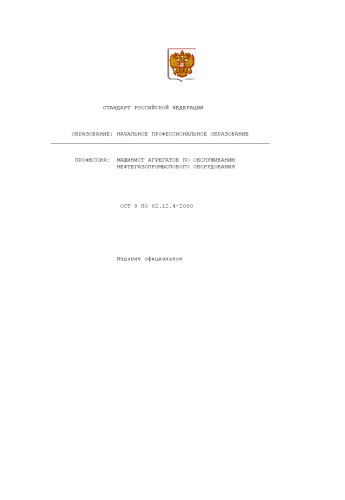 СТАНДАРТ РОССИЙСКОЙ ФЕДЕРАЦИИ
ОБРАЗОВАНИЕ: НАЧАЛЬНОЕ ПРОФЕССИОНАЛЬНОЕ ОБРАЗОВАНИЕ
ПРОФЕССИЯ: МАШИНИСТ АГРЕГАТОВ ПО ОБСЛУЖИВАНИЮ
НЕФТЕГАЗОПРОМЫСЛОВОГО ОБОРУДОВАНИЯ
ОСТ 9 ПО 02.12.4-2000
Издание официальное